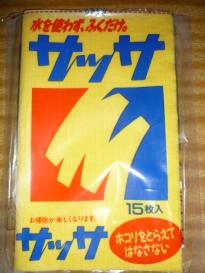 水を使わず、ふくだけ。
サッサ
15枚入
お掃除が楽しくなります。
サッサ
ホコリをとらえて
はなさない